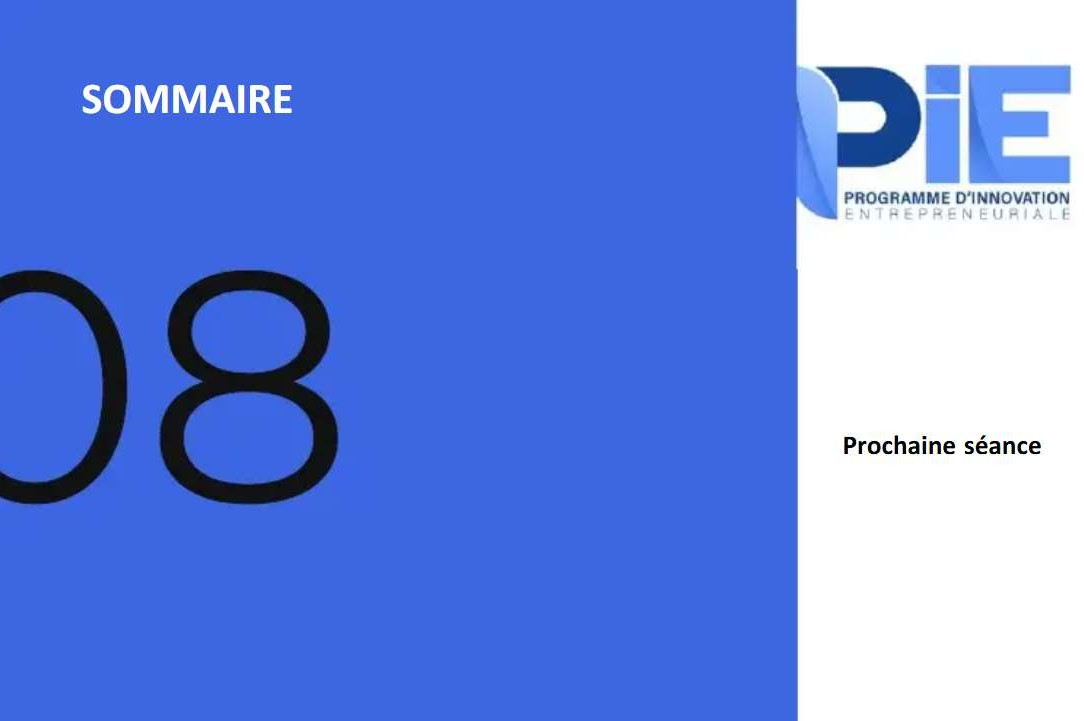 SOMMAIRE
PiE
PROGRAMME D'INNOVATION
ENTREPRENEURIALE
08
Prochaine séance